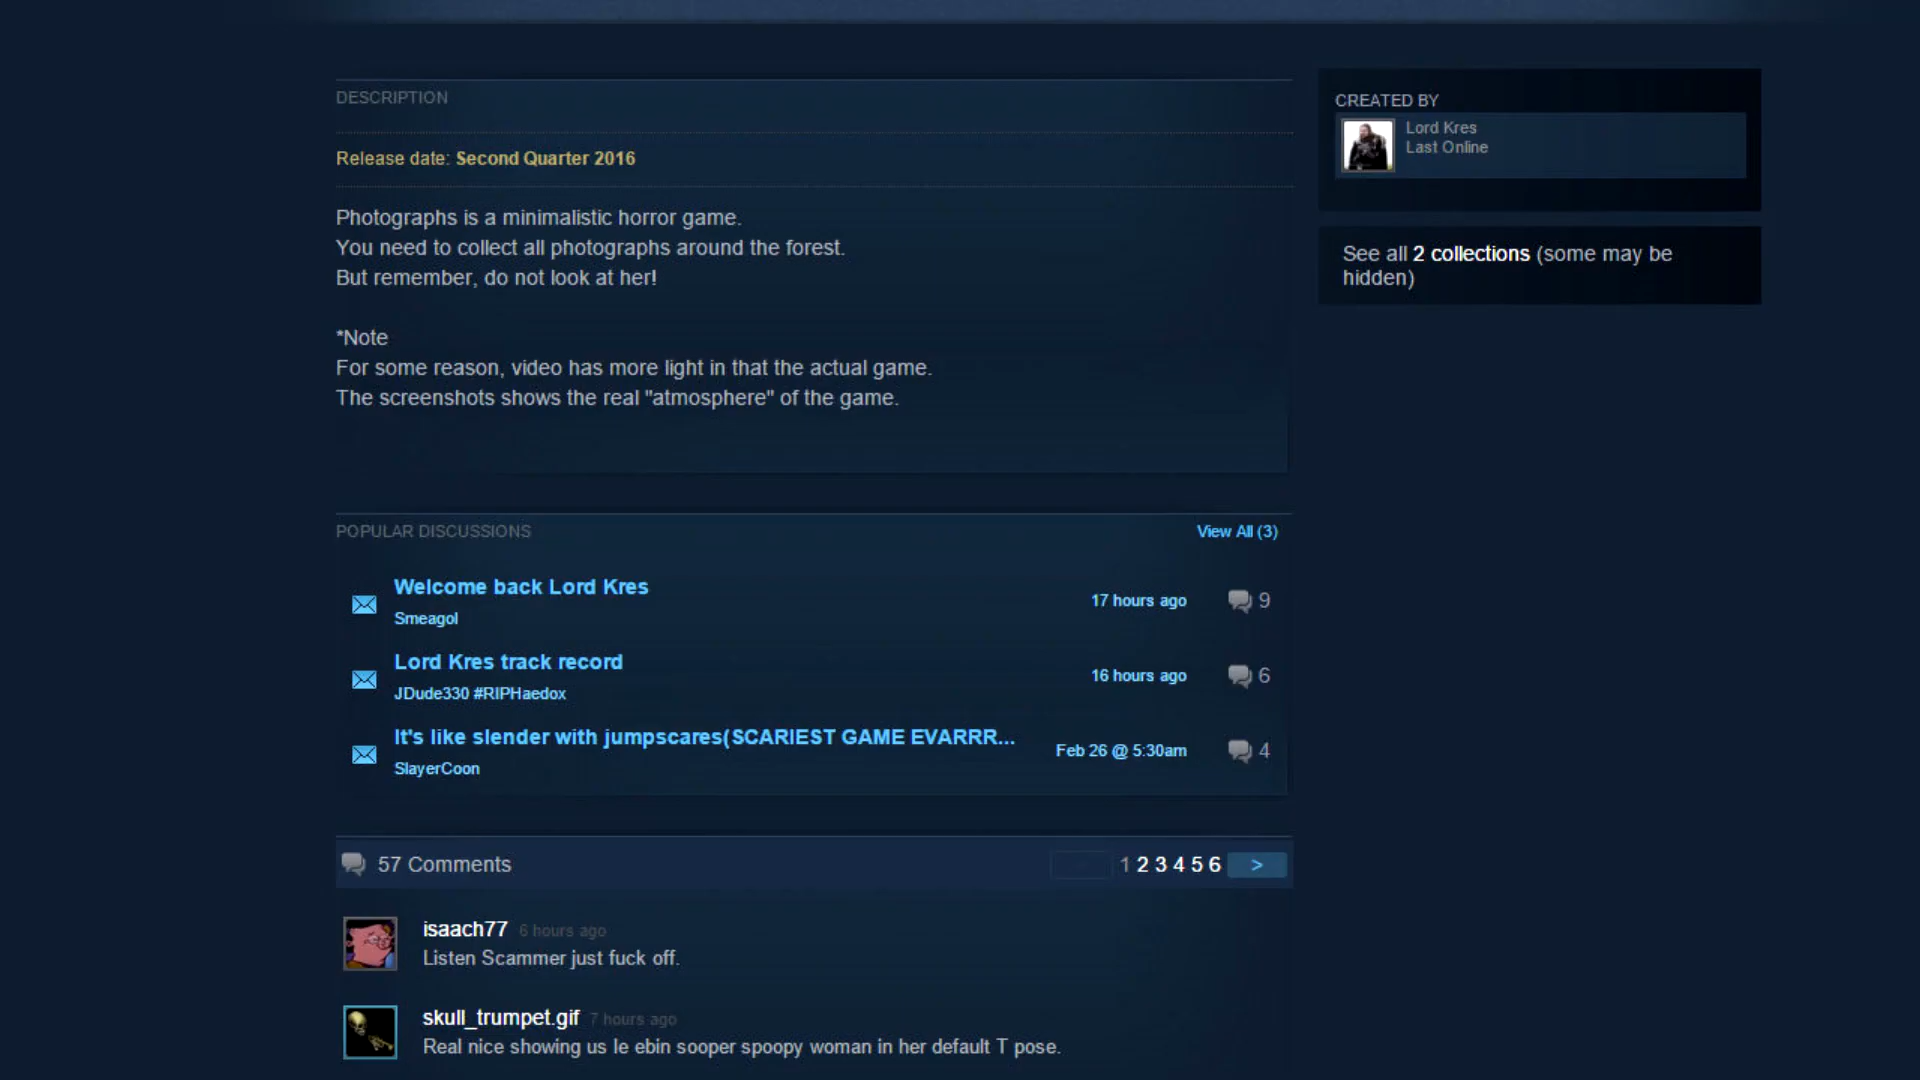 DESCRIPTION
Release date: Second Quarter 2016
Photographs is a minimalistic horror game.
You need to collect all photographs around the forest.
But remember, do not look at her!
*Note
For some reason, video has more light in that the actual game.
The screenshots shows the real "atmosphere" of the game.
CREATED BY
Lord Kres
Last Online
See all 2 collections (some may be
hidden)
POPULAR DISCUSSIONS View All (3)
Welcome back Lord Kres
Smeagol
17 hours ago 9
Lord Kres track record
JDude330 #RIPHaedox
16 hours ago 6
It's like slender with jumpscares(SCARIEST GAME EVARRR...
SlayerCoon
Feb 26 @ 5:30am 4
57 Comments 1 2 3 4 5 6 >
isaach77 6 hours ago
Listen Scammer just fuck off.
skull_trumpet.gif 7 hours ago
Real nice showing us le ebin sooper spoopy woman in her default T pose.